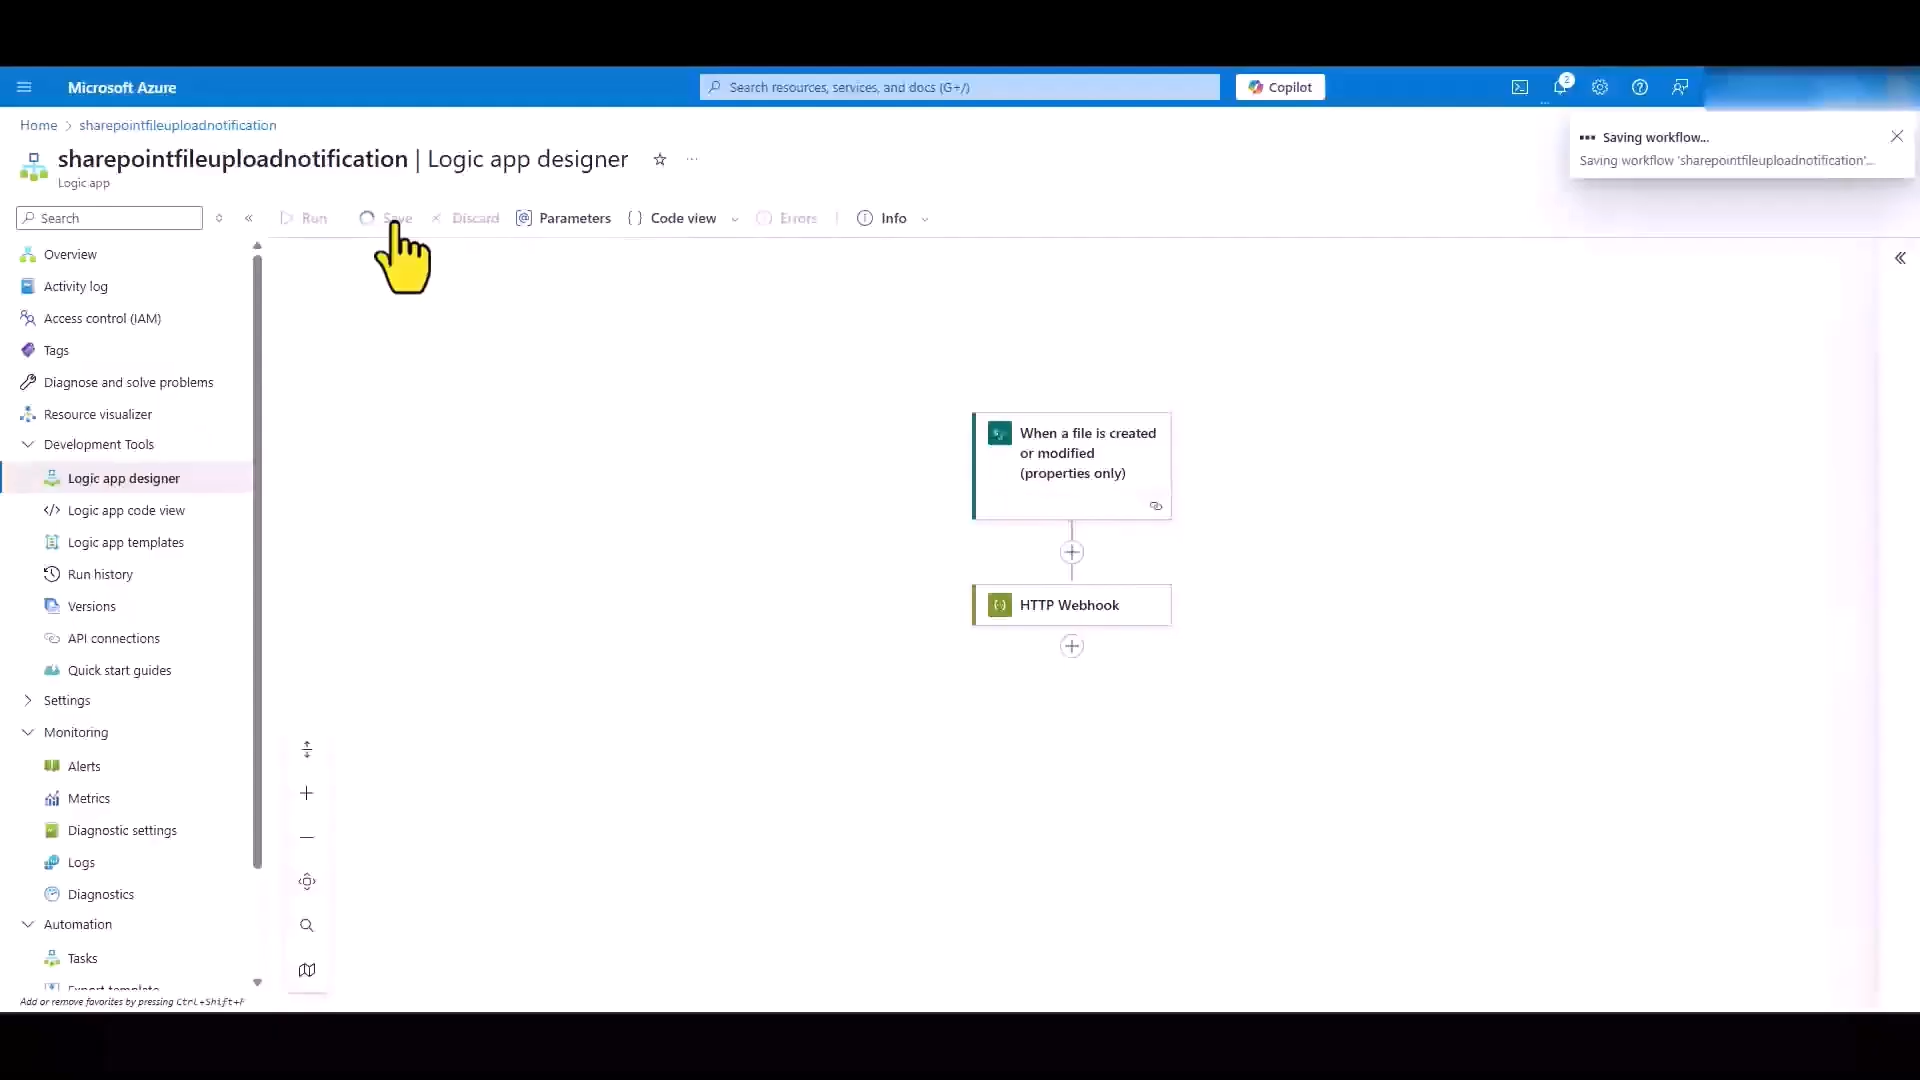 Microsoft Azure
Search resources, services, and docs (G+/)
Copilot
2
Home > sharepointfileuploadnotification
sharepointfileuploadnotification | Logic app designer
Logic app
Saving workflow...
Saving workflow 'sharepointfileuploadnotification'...
Search
Run
Save
Discard
Parameters
Code view
Errors
Info
Overview
Activity log
Access control (IAM)
Tags
Diagnose and solve problems
Resource visualizer
Development Tools
Logic app designer
Logic app code view
Logic app templates
Run history
Versions
API connections
Quick start guides
Settings
Monitoring
Alerts
Metrics
Diagnostic settings
Logs
Diagnostics
Automation
Tasks
Export template
Add or remove favorites by pressing Ctrl+Shift+F
When a file is created
or modified
(properties only)
HTTP Webhook